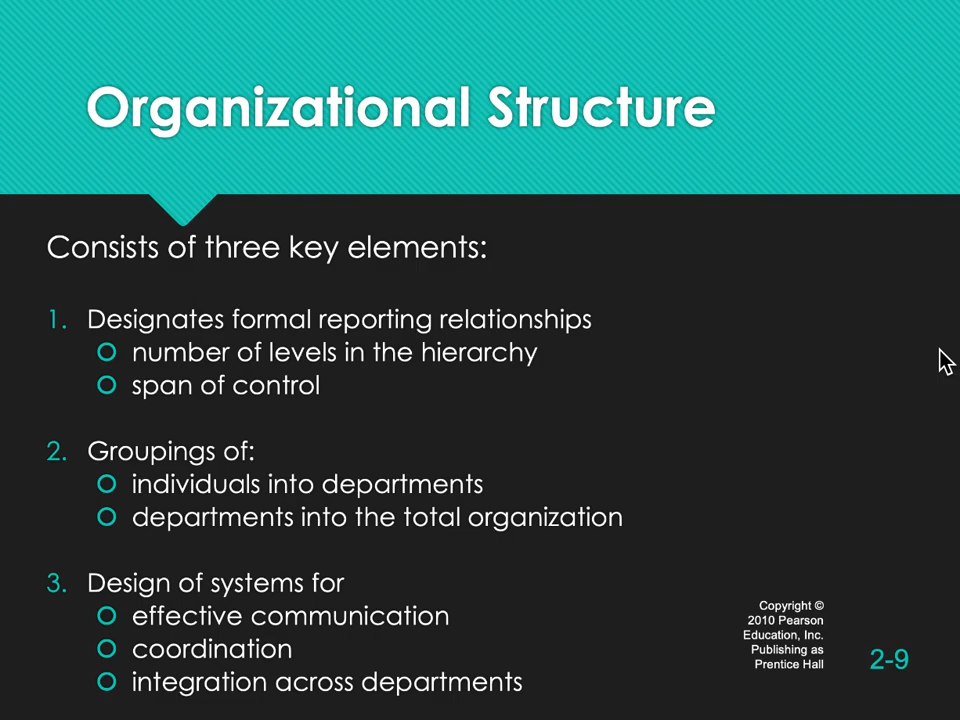 Organizational Structure
Consists of three key elements:
1. Designates formal reporting relationships
number of levels in the hierarchy
span of control
2. Groupings of:
individuals into departments
departments into the total organization
3. Design of systems for
effective communication
coordination
integration across departments
Copyright ©
2010 Pearson
Education, Inc.
Publishing as
Prentice Hall
2-9